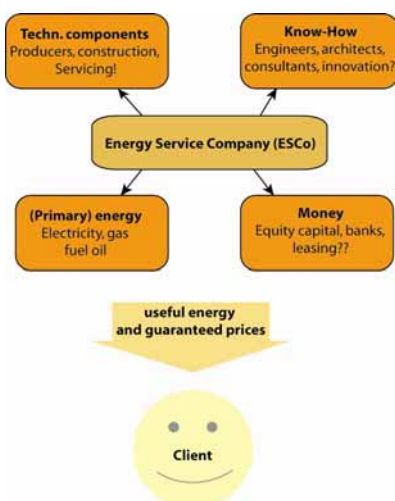 Techn. components
Producers, construction,
Servicing!
Know-How
Engineers, architects,
consultants, innovation?
Energy Service Company (ESCo)
(Primary) energy
Electricity, gas
fuel oil
Money
Equity capital, banks,
leasing??
useful energy
and guaranteed prices
Client